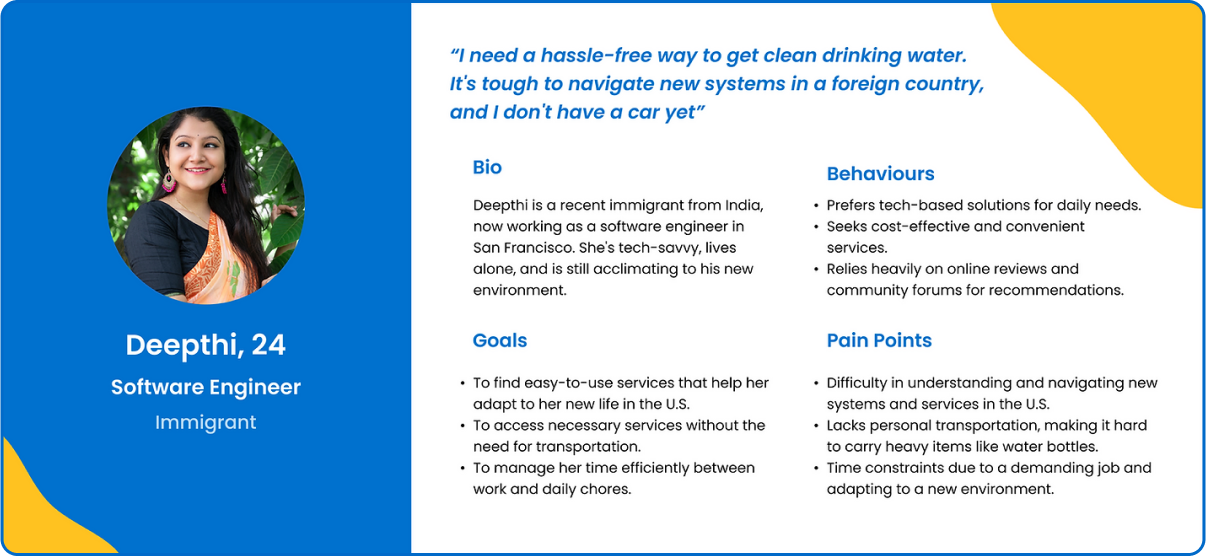 Deepthi, 24
Software Engineer
Immigrant
“I need a hassle-free way to get clean drinking water.
It's tough to navigate new systems in a foreign country,
and I don't have a car yet”
Bio
Deepthi is a recent immigrant from India,
now working as a software engineer in
San Francisco. She's tech-savvy, lives
alone, and is still acclimating to his new
environment.
Behaviours
• Prefers tech-based solutions for daily needs.
• Seeks cost-effective and convenient
services.
• Relies heavily on online reviews and
community forums for recommendations.
Goals
• To find easy-to-use services that help her
adapt to her new life in the U.S.
• To access necessary services without the
need for transportation.
• To manage her time efficiently between
work and daily chores.
Pain Points
• Difficulty in understanding and navigating new
systems and services in the U.S.
• Lacks personal transportation, making it hard
to carry heavy items like water bottles.
• Time constraints due to a demanding job and
adapting to a new environment.